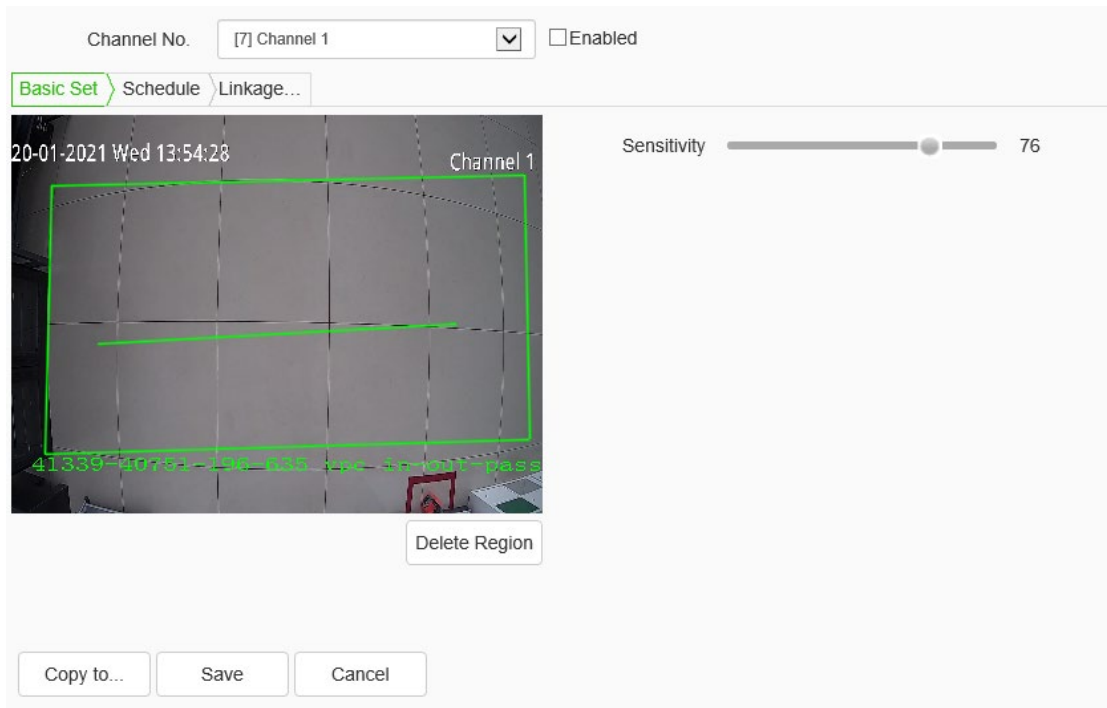 Channel No. [7] Channel 1 Enabled
Basic Set Schedule Linkage...
20-01-2021 Wed 13:54:28
Channel 1
Sensitivity 76
41339-40751-196-635 vpc in-out-pass
Delete Region
Copy to... Save Cancel